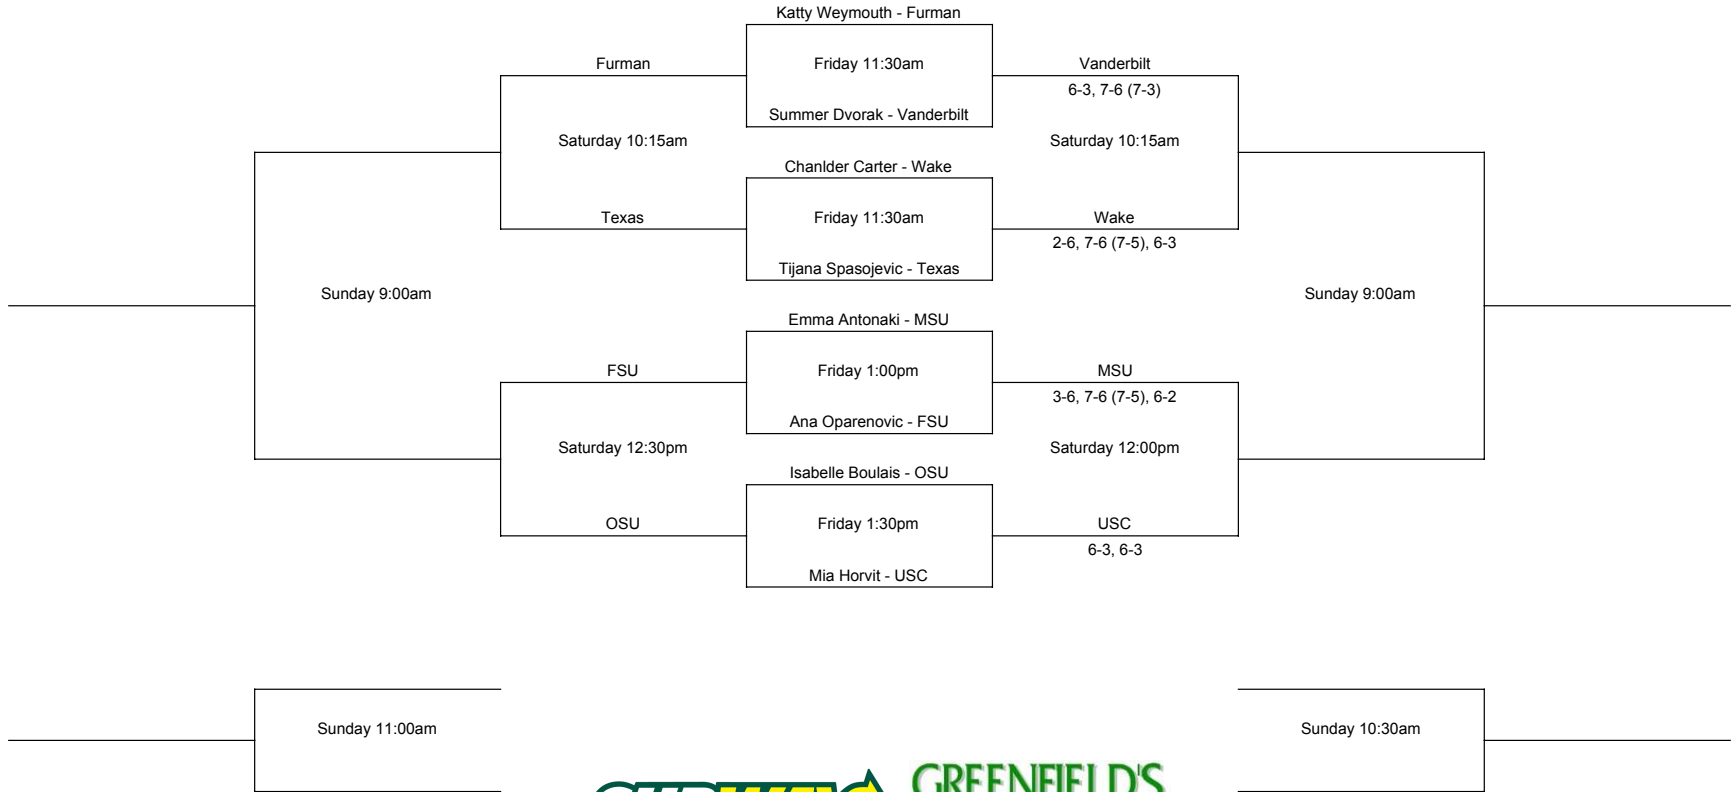 Katty Weymouth - Furman
Furman
Friday 11:30am
Vanderbilt
6-3, 7-6 (7-3)
Summer Dvorak - Vanderbilt
Saturday 10:15am
Saturday 10:15am
Chanlder Carter - Wake
Texas
Friday 11:30am
Wake
2-6, 7-6 (7-5), 6-3
Tijana Spasojevic - Texas
Sunday 9:00am
Sunday 9:00am
Emma Antonaki - MSU
FSU
Friday 1:00pm
MSU
3-6, 7-6 (7-5), 6-2
Ana Oparenovic - FSU
Saturday 12:30pm
Saturday 12:00pm
Isabelle Boulais - OSU
OSU
Friday 1:30pm
USC
6-3, 6-3
Mia Horvit - USC
Sunday 11:00am
Sunday 10:30am
SUBWAY
GREENFIELD'S